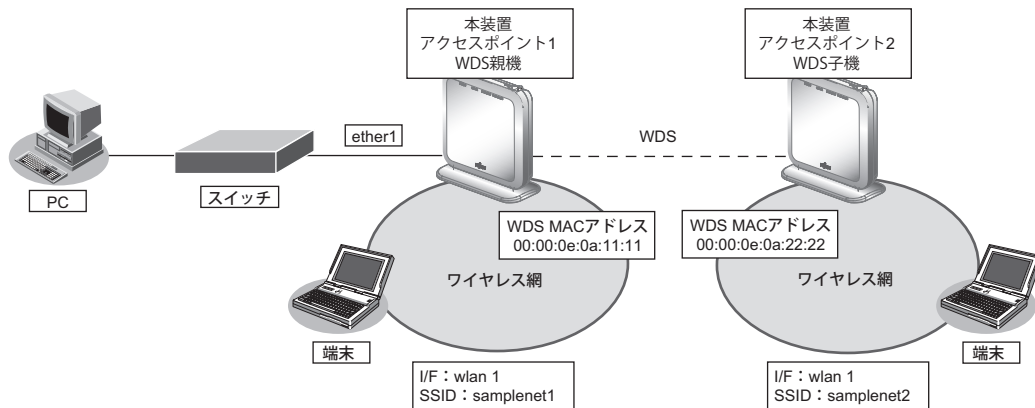 本装置
アクセスポイント1
WDS親機
本装置
アクセスポイント2
WDS子機
ether1
WDS
PC
スイッチ
WDS MACアドレス
00:00:0e:0a:11:11
WDS MACアドレス
00:00:0e:0a:22:22
ワイヤレス網
ワイヤレス網
端末
端末
I/F：wlan 1
SSID：samplenet1
I/F：wlan 1
SSID：samplenet2